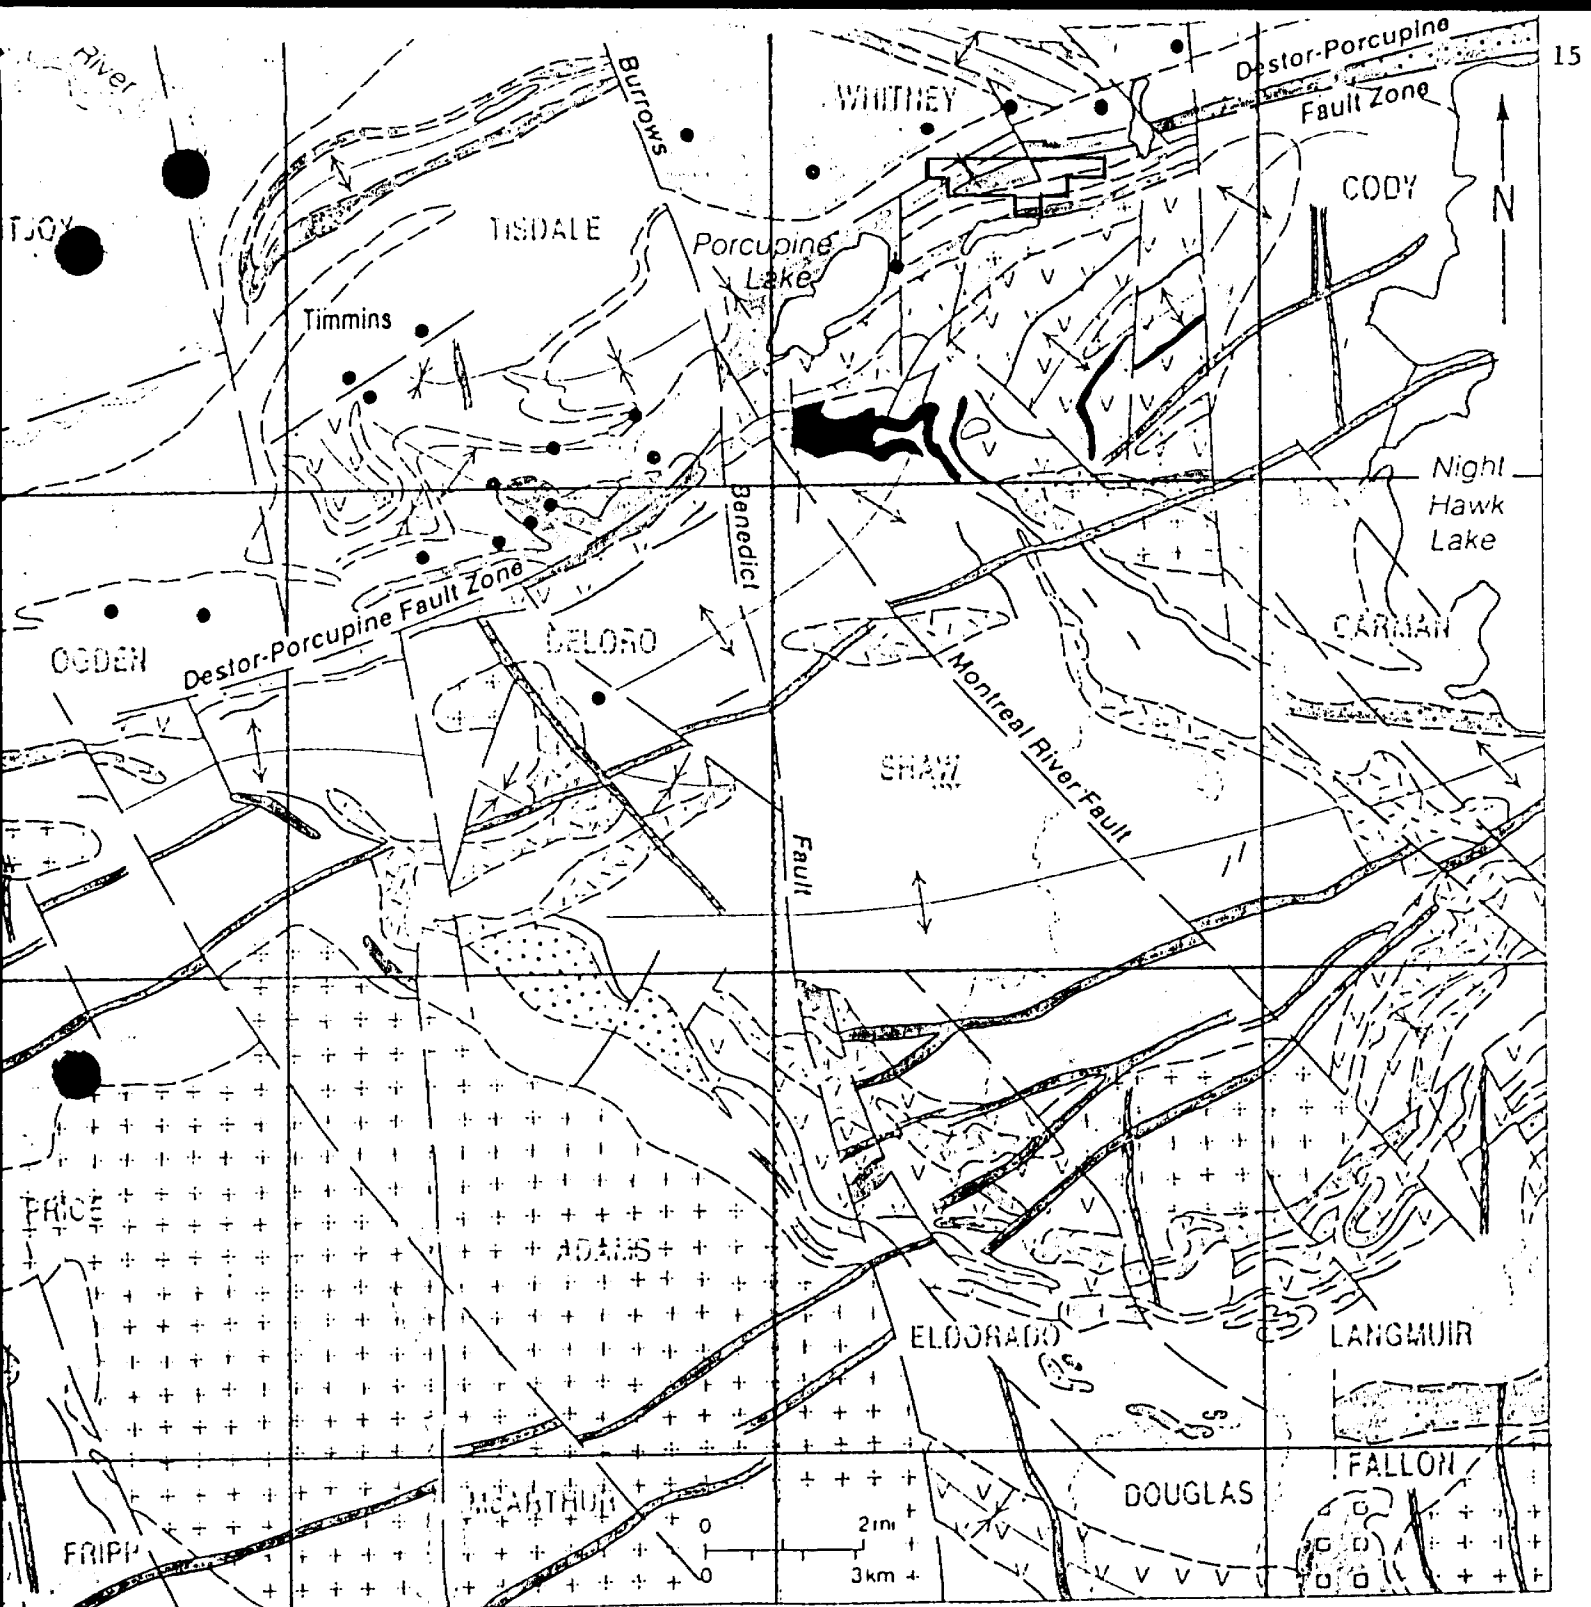 River
Burrows
WHITNEY
Destor-Porcupine
Fault Zone
15
CODY
N
TISDALE
Porcupine
Lake
Timmins
Night
Hawk
Lake
Benedict
Destor-Porcupine Fault Zone
OGDEN
DELORO
CARMAN
Montreal River Fault
SHAW
Fault
PRICE
ADAMS
ELDORADO
LANGMUIR
FALLON
DOUGLAS
McARTHUR
FRIPP
0 2mi
0 3km